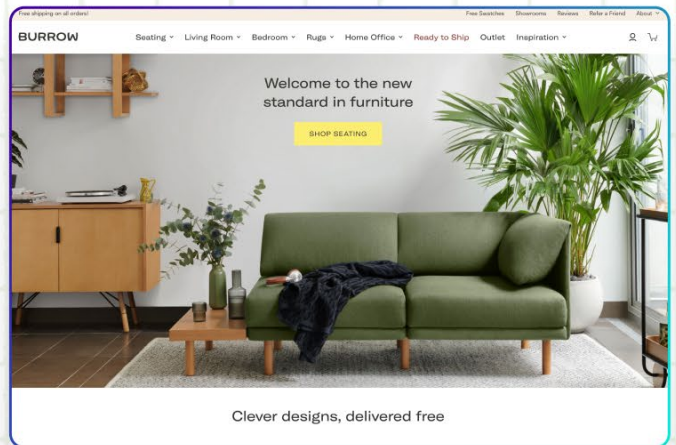 Free shipping on all orders!
Free Swatches Showrooms Reviews Refer a Friend About
BURROW
Seating Living Room Bedroom Rugs Home Office Ready to Ship Outlet Inspiration
Welcome to the new
standard in furniture
SHOP SEATING
Clever designs, delivered free